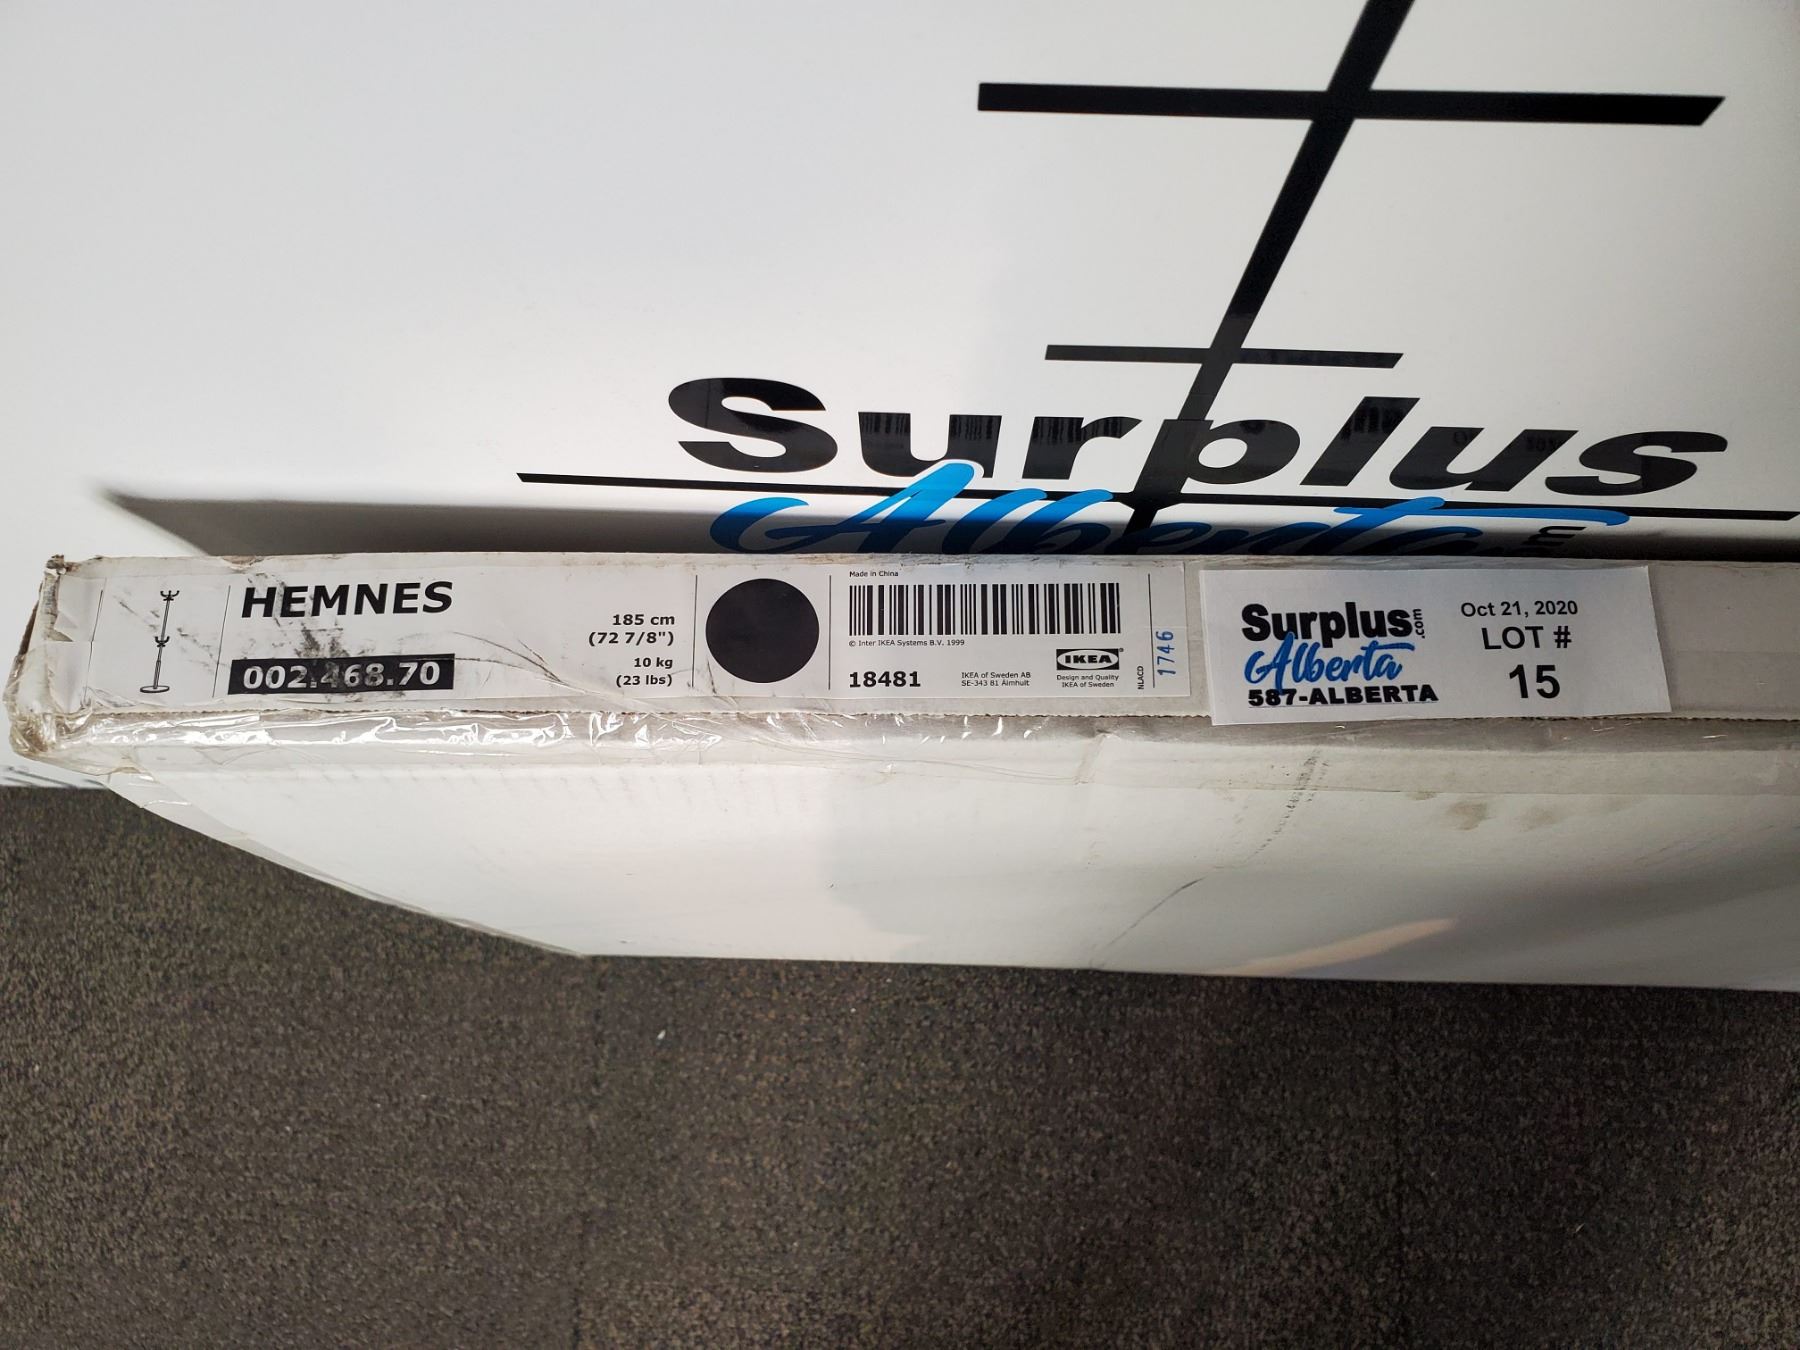 Surplus
Alberta
HEMNES
002.468.70
185 cm
(72 7/8")
10 kg
(23 lbs)
Made in China
© Inter IKEA Systems B.V. 1999
18481
IKEA of Sweden AB
SE-343 81 Älmhult
IKEA
®
Design and Quality
IKEA of Sweden
NLACD
1746
Surplus
.com
Alberta
587-ALBERTA
Oct 21, 2020
LOT #
15